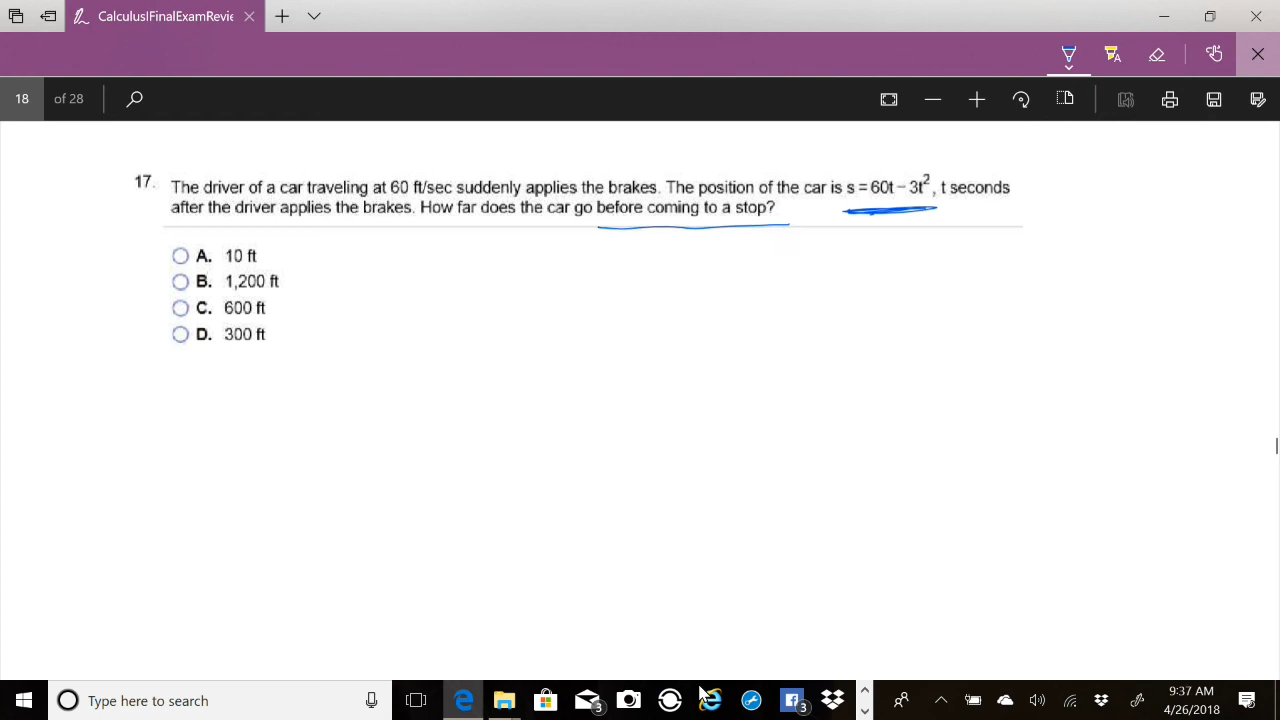 CalculusIFinalExamRevie
18 of 28
17. The driver of a car traveling at 60 ft/sec suddenly applies the brakes. The position of the car is s = 60t − 3t², t seconds
after the driver applies the brakes. How far does the car go before coming to a stop?
A. 10 ft
B. 1,200 ft
C. 600 ft
D. 300 ft
Type here to search
3
3
9:37 AM
4/26/2018